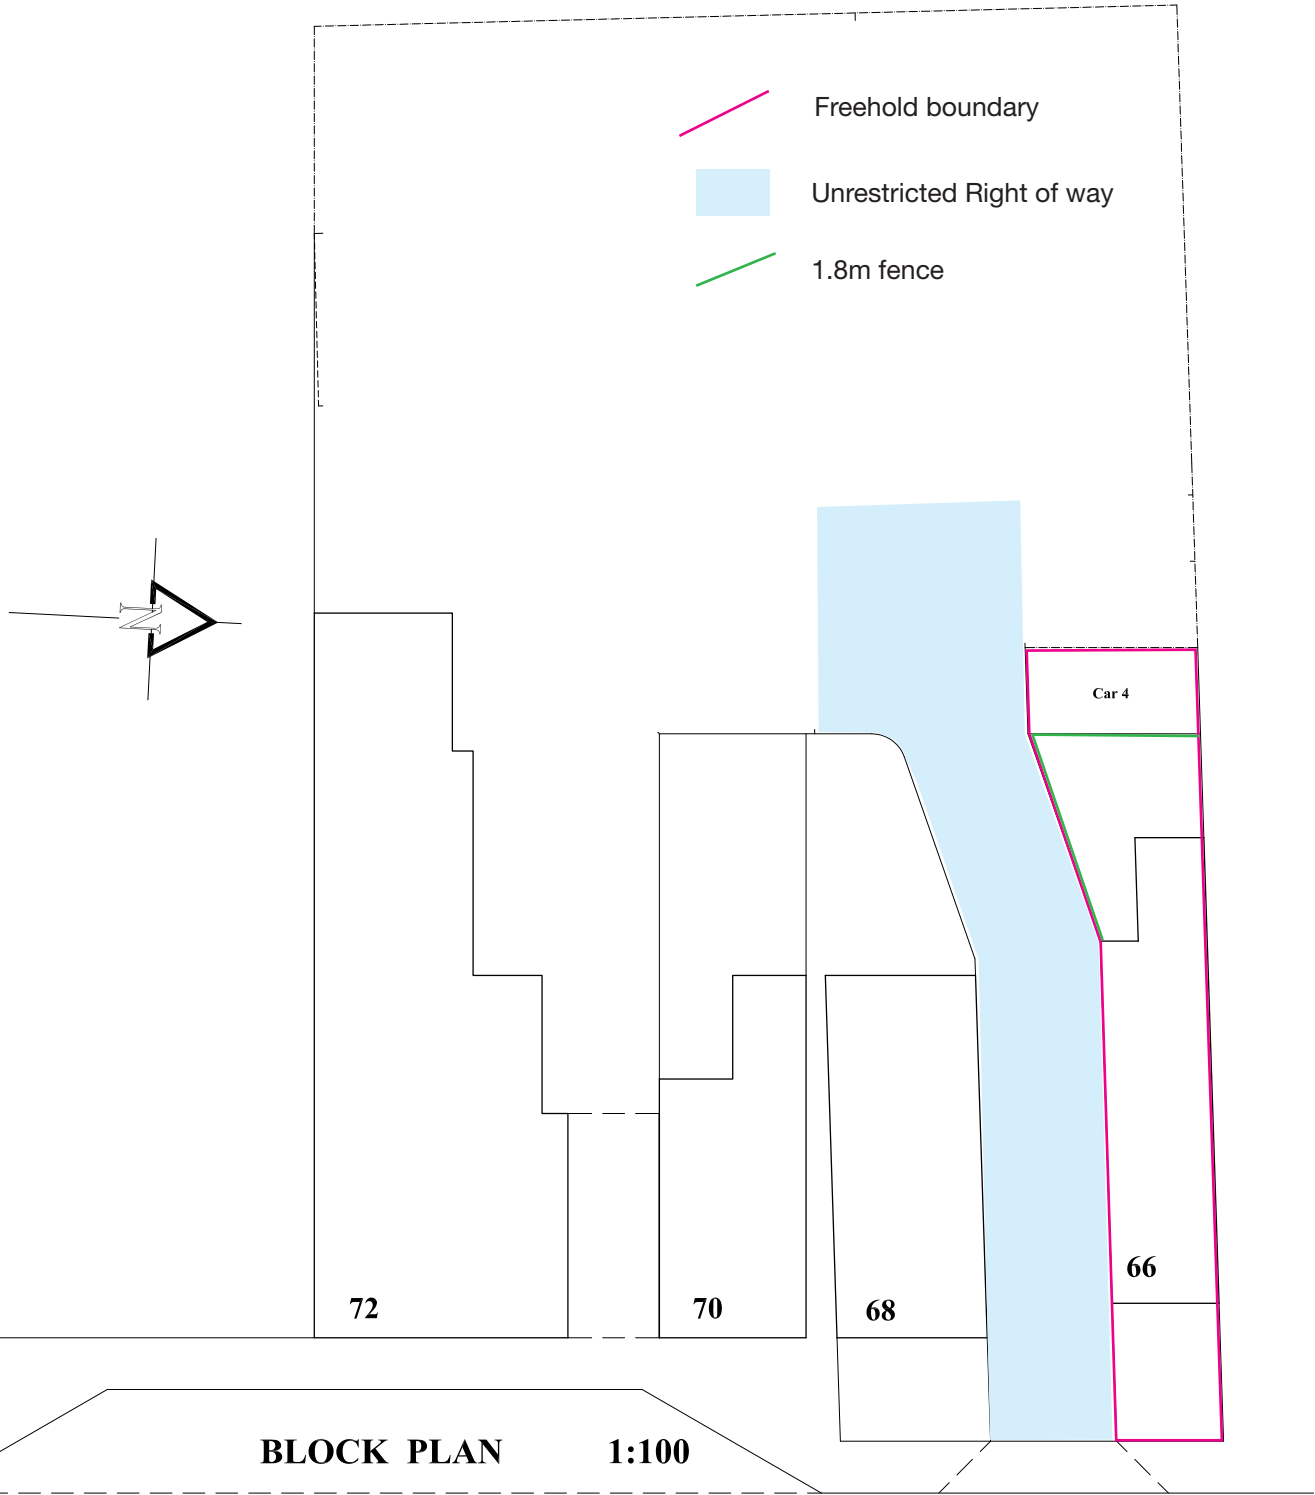 Freehold boundary
Unrestricted Right of way
1.8m fence
N
Car 4
66
72
70
68
BLOCK PLAN 1:100